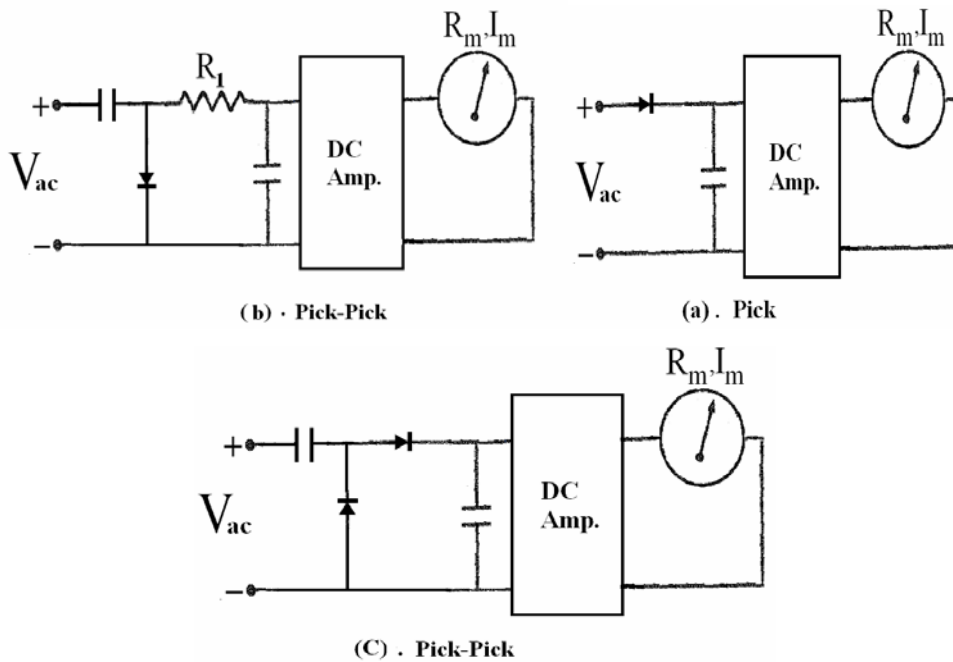 R₁
+
Vac
−
DC
Amp.
Rm,Im
(b) . Pick-Pick
+
Vac
−
DC
Amp.
Rm,Im
(a) . Pick
+
Vac
−
DC
Amp.
Rm,Im
(C) . Pick-Pick